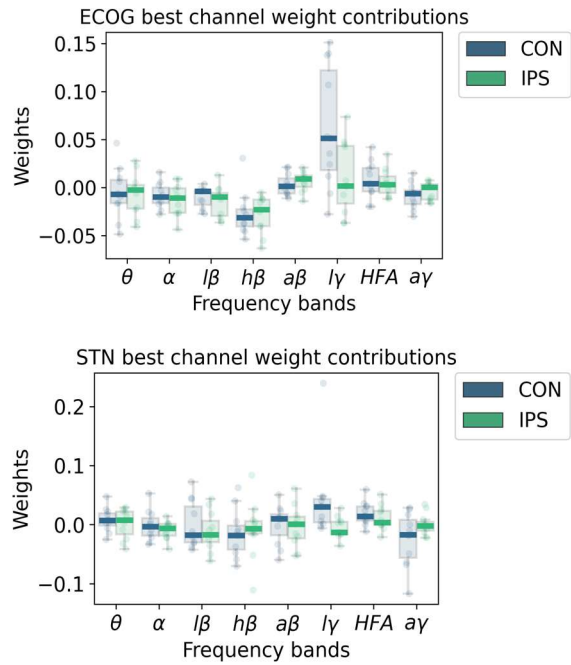 ECOG best channel weight contributions
0.15
0.10
0.05
0.00
−0.05
Weights
θ α lβ hβ aβ lγ HFA aγ
Frequency bands
CON
IPS
STN best channel weight contributions
0.2
0.1
0.0
−0.1
Weights
θ α lβ hβ aβ lγ HFA aγ
Frequency bands
CON
IPS